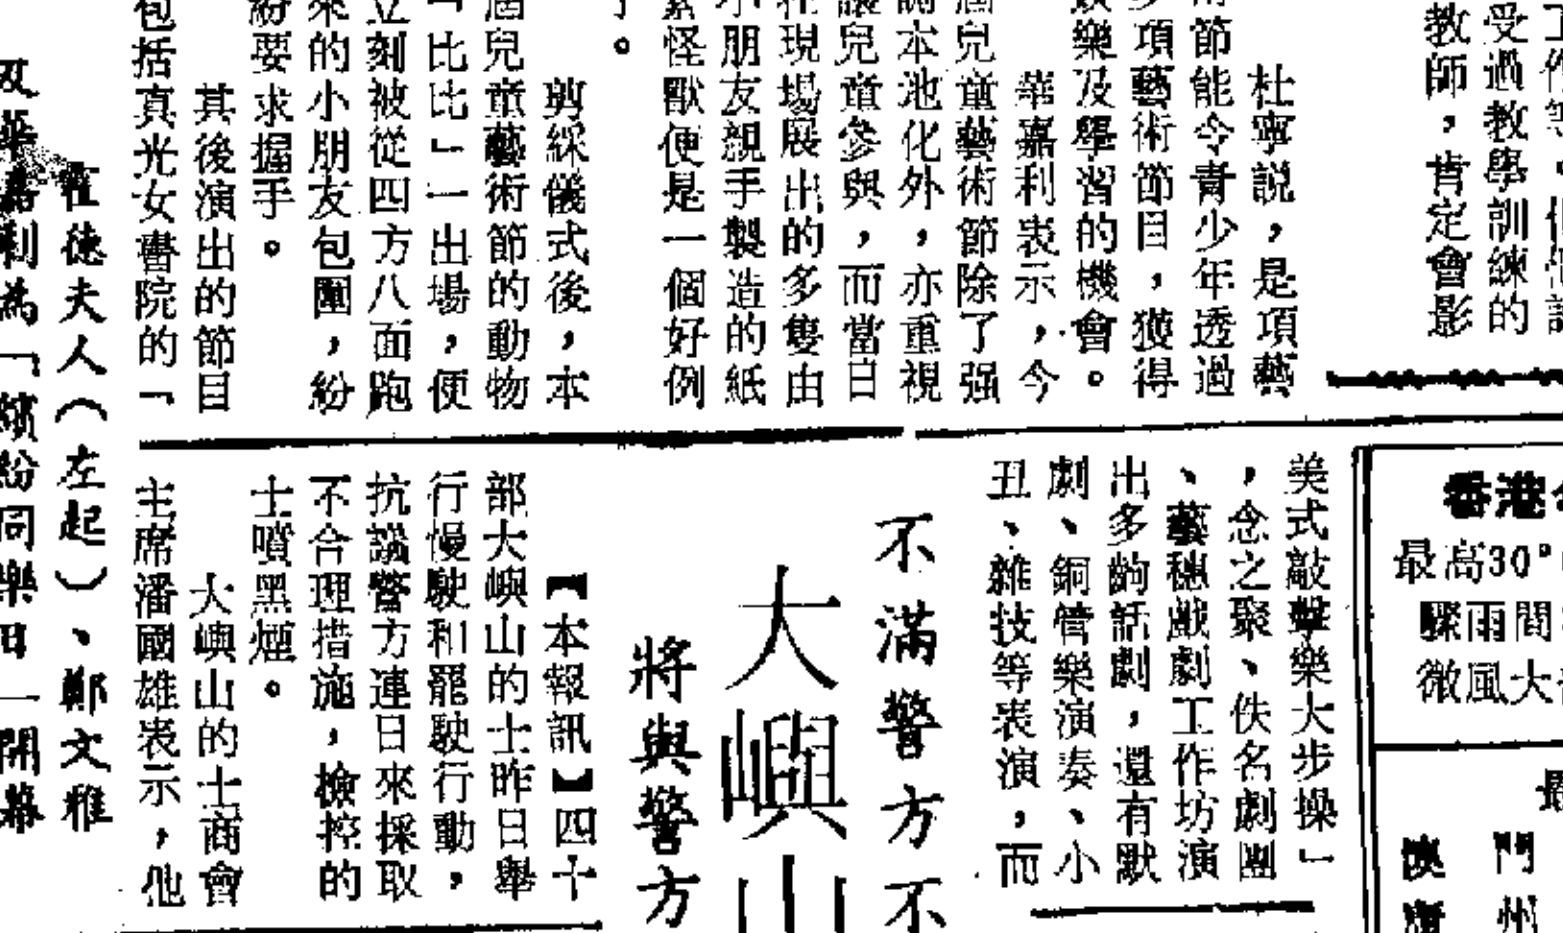 受過教學訓練的
教師，肯定會影
杜寧說，是項藝
節能令青少年透過
項藝術節目，獲得
樂及學習的機會。
華嘉利表示，今
兒童藝術節除了强
本池化外，亦重視
兒童參與，而當日
現場展出的多隻由
朋友親手製造的紙
怪獸便是一個好例
。
剪綵儀式後，本
屆兒童藝術節的動物
「比比」一出場，便
立刻被從四方八面跑
來的小朋友包圍，紛
紛要求握手。
其後演出的節目
包括真光女書院的「
美式敲擊樂大步操」
，念之聚、佚名劇團
、藝穗戲劇工作坊演
出多齣話劇，還有默
劇、銅管樂演奏、小
丑、雜技等表演，而
不滿警方不
大嶼山
將與警方
【本報訊】四十
部大嶼山的士昨日舉
行慢駛和罷駛行動，
抗議警方連日來採取
不合理措施，檢控的
士噴黑煙。
大嶼山的士商會
主席潘國雄表示，他
霍德夫人（左起）、鄭文雅
及華嘉利為「繽紛同樂日」開幕
香港
最高30°
驟雨間
微風大
最
澳門
州